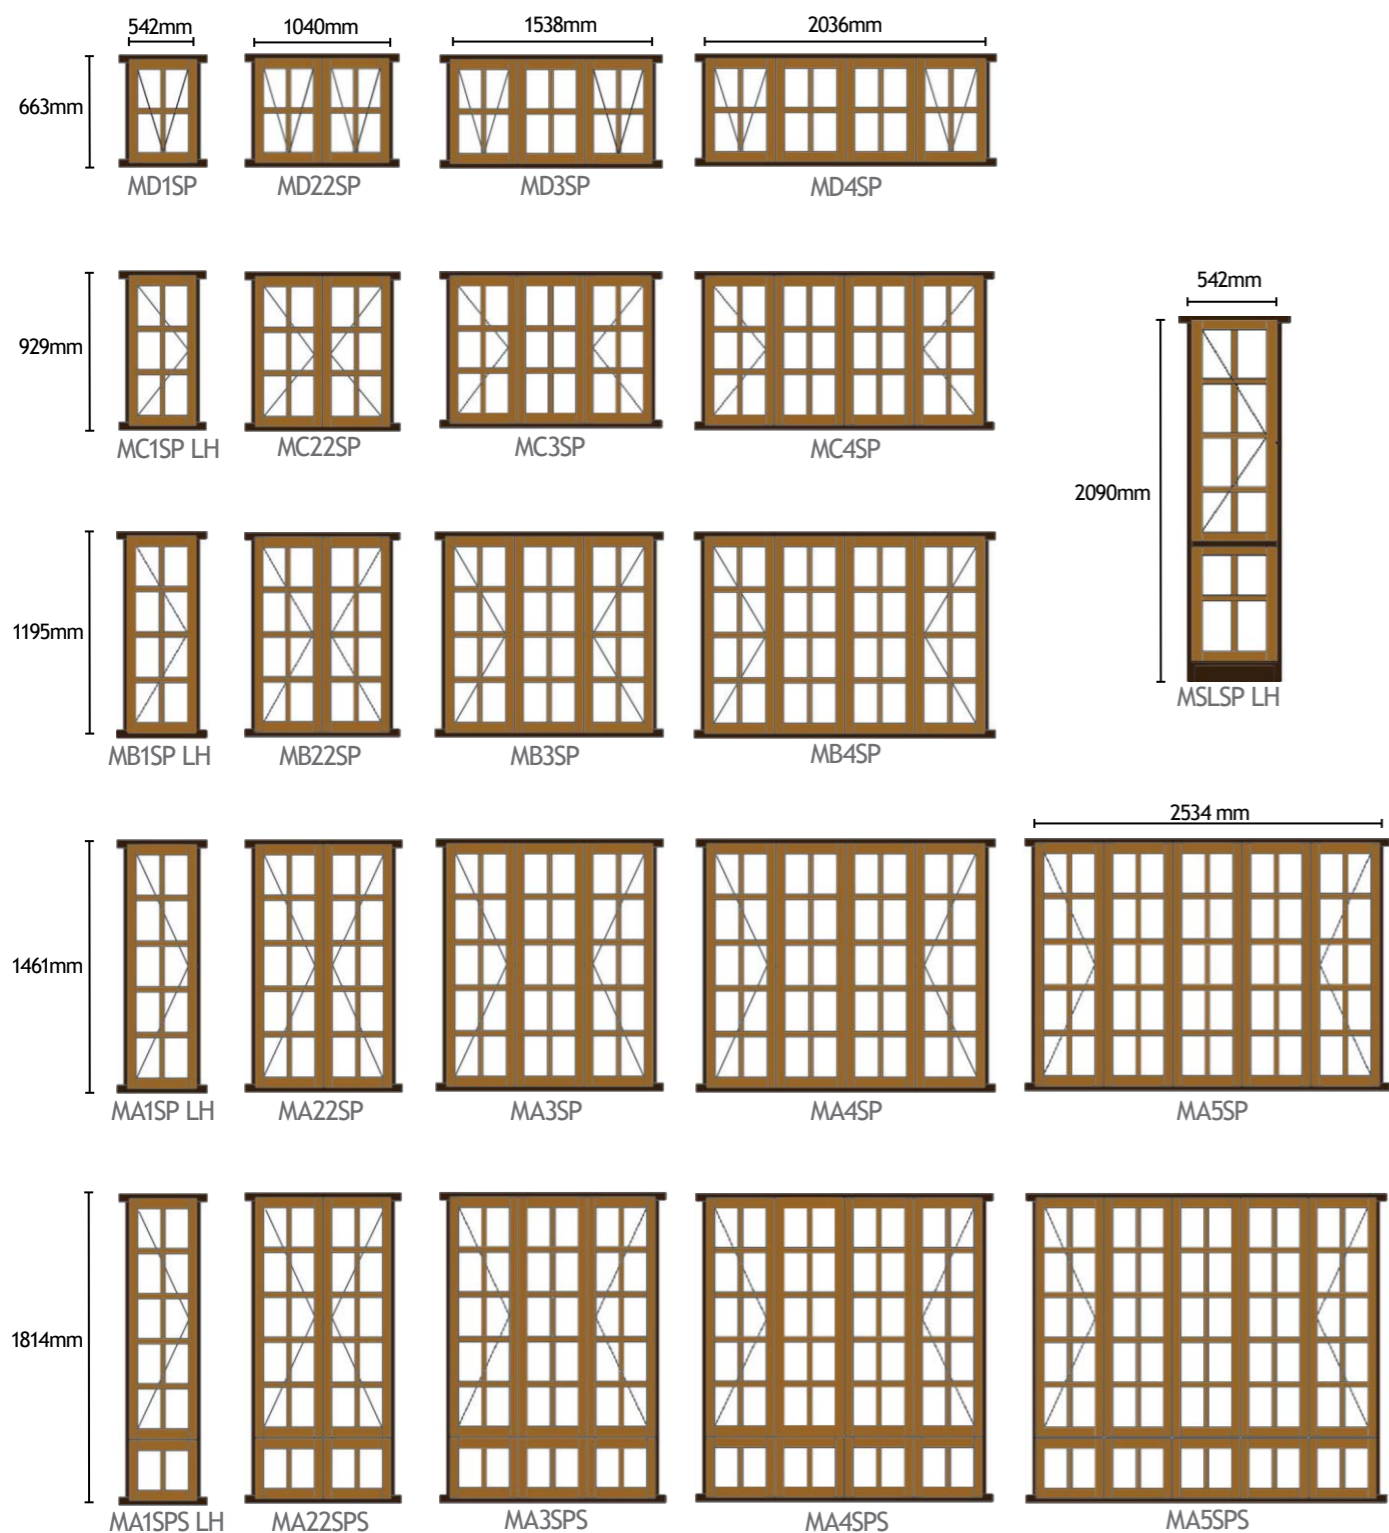 542mm 1040mm 1538mm 2036mm
663mm
MD1SP MD22SP MD3SP MD4SP
542mm
929mm
MC1SP LH MC22SP MC3SP MC4SP
2090mm
1195mm
MSLSP LH
MB1SP LH MB22SP MB3SP MB4SP
2534 mm
1461mm
MA1SP LH MA22SP MA3SP MA4SP MA5SP
1814mm
MA1SPS LH MA22SPS MA3SPS MA4SPS MA5SPS